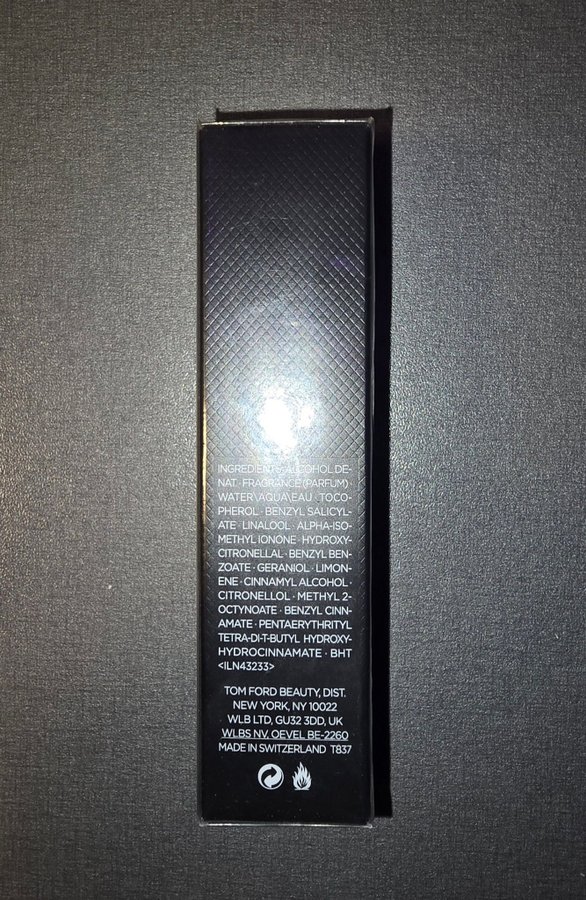 INGREDIENTS: ALCOHOL DE-
NAT. · FRAGRANCE (PARFUM) ·
WATER\AQUA\EAU · TOCO-
PHEROL · BENZYL SALICYL-
ATE · LINALOOL · ALPHA-ISO-
METHYL IONONE · HYDROXY-
CITRONELLAL · BENZYL BEN-
ZOATE · GERANIOL · LIMON-
ENE · CINNAMYL ALCOHOL ·
CITRONELLOL · METHYL 2-
OCTYNOATE · BENZYL CINN-
AMATE · PENTAERYTHRITYL
TETRA-DI-T-BUTYL HYDROXY-
HYDROCINNAMATE · BHT
<ILN43233>
TOM FORD BEAUTY, DIST.
NEW YORK, NY 10022
WLB LTD, GU32 3DD, UK
WLBS NV. OEVEL BE-2260
MADE IN SWITZERLAND T837